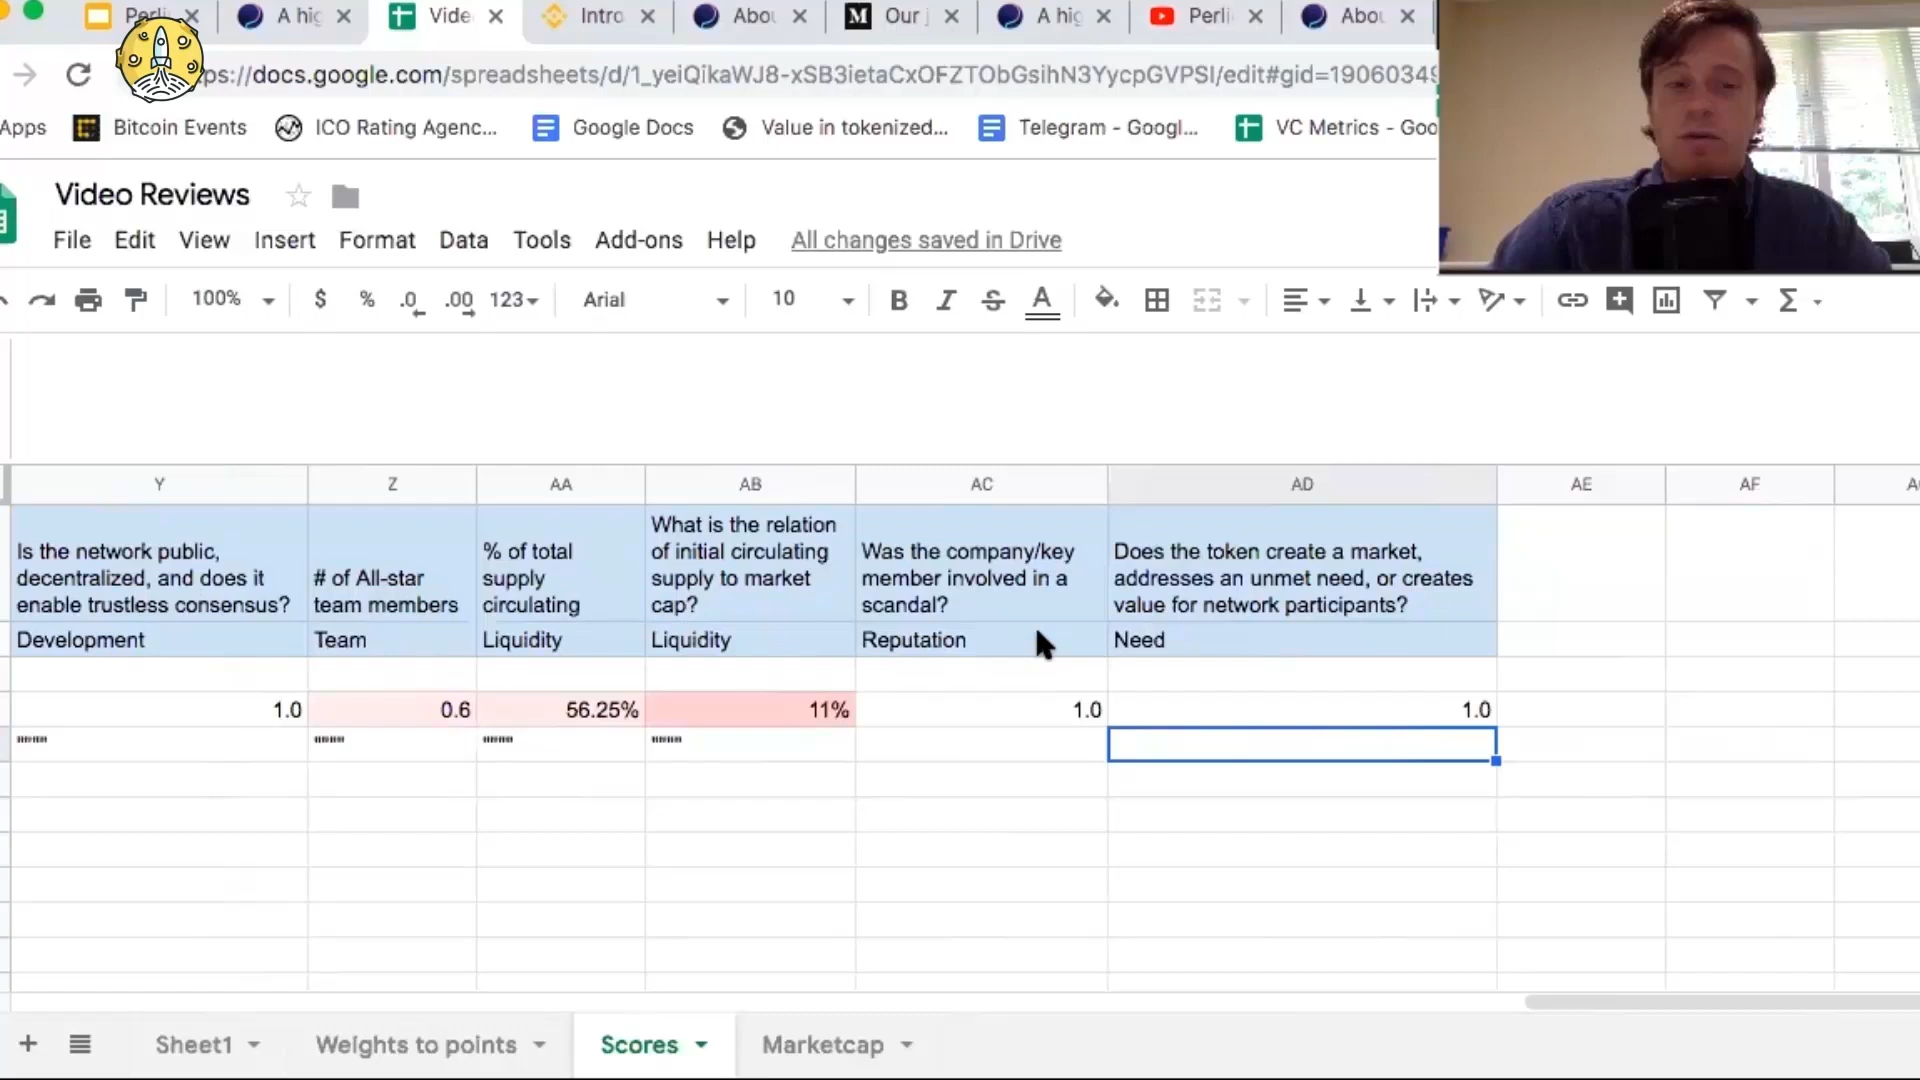 Perli
A hig
Vide
Intro
Abou
Our j
A hig
Perli
Abou
ps://docs.google.com/spreadsheets/d/1_yeiQikaWJ8-xSB3ietaCxOFZTObGsihN3YycpGVPSI/edit#gid=19060349
Apps Bitcoin Events ICO Rating Agenc... Google Docs Value in tokenized... Telegram - Googl... VC Metrics - Goo
Video Reviews
File Edit View Insert Format Data Tools Add-ons Help All changes saved in Drive
100% $ % .0 .00 123 Arial 10 B I S A Σ
Y Z AA AB AC AD AE AF
Is the network public,
decentralized, and does it
enable trustless consensus?
# of All-star
team members
% of total
supply
circulating
What is the relation
of initial circulating
supply to market
cap?
Was the company/key
member involved in a
scandal?
Does the token create a market,
addresses an unmet need, or creates
value for network participants?
Development Team Liquidity Liquidity Reputation Need
1.0 0.6 56.25% 11% 1.0 1.0
+ Sheet1 Weights to points Scores Marketcap